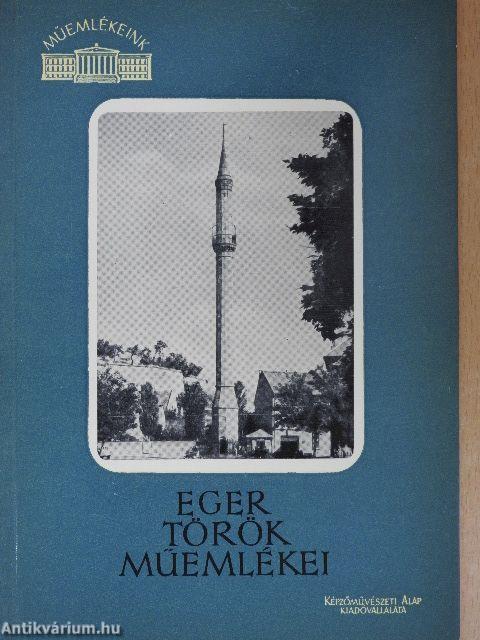 MŰEMLÉKEINK
EGER
TÖRÖK
MŰEMLÉKEI
KÉPZŐMŰVÉSZETI ALAP
KIADÓVÁLLALATA
Antikvárium.hu